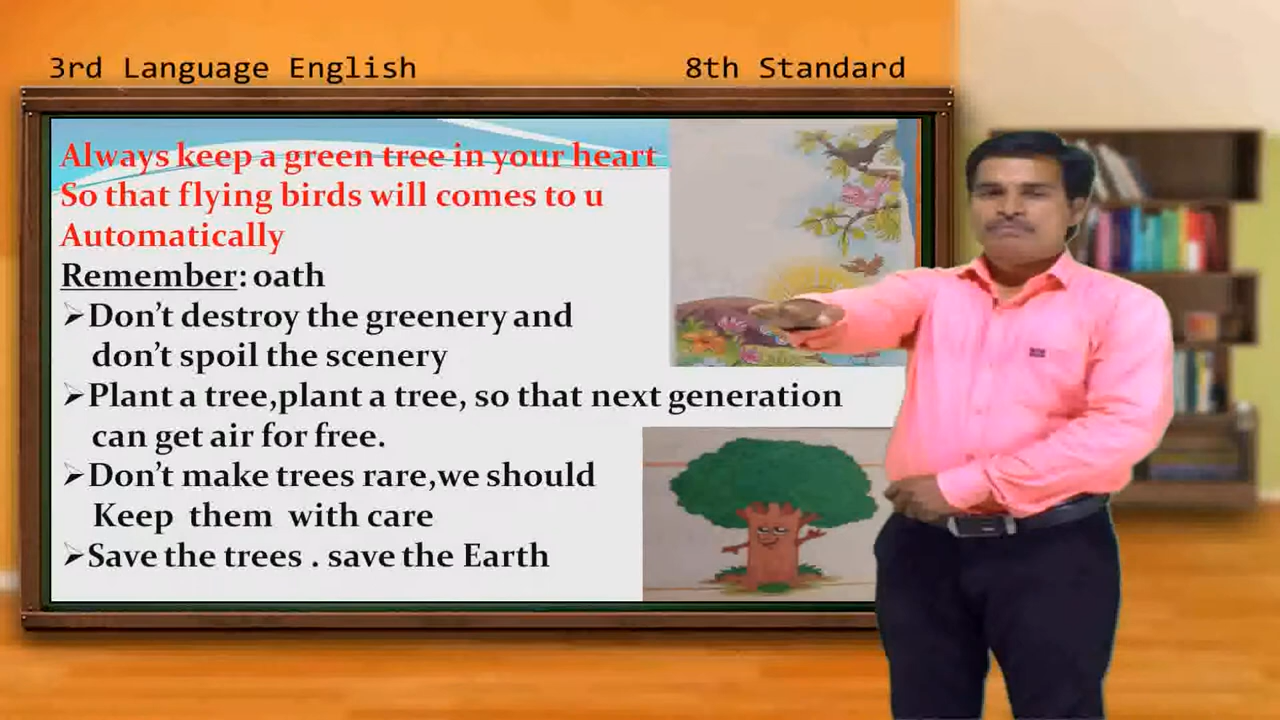 3rd Language English
8th Standard
Always keep a green tree in your heart
So that flying birds will comes to u
Automatically
Remember: oath
➢Don't destroy the greenery and
don't spoil the scenery
➢Plant a tree,plant a tree, so that next generation
can get air for free.
➢Don't make trees rare,we should
Keep them with care
➢Save the trees . save the Earth